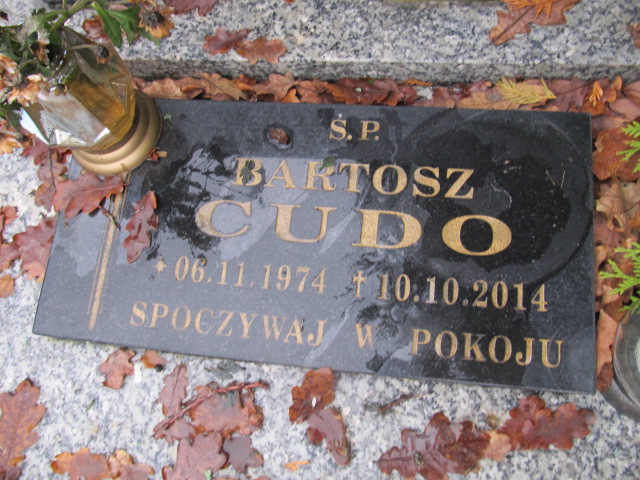 Ś.P.
BARTOSZ
CUDO
* 06.11.1974 † 10.10.2014
SPOCZYWAJ W POKOJU